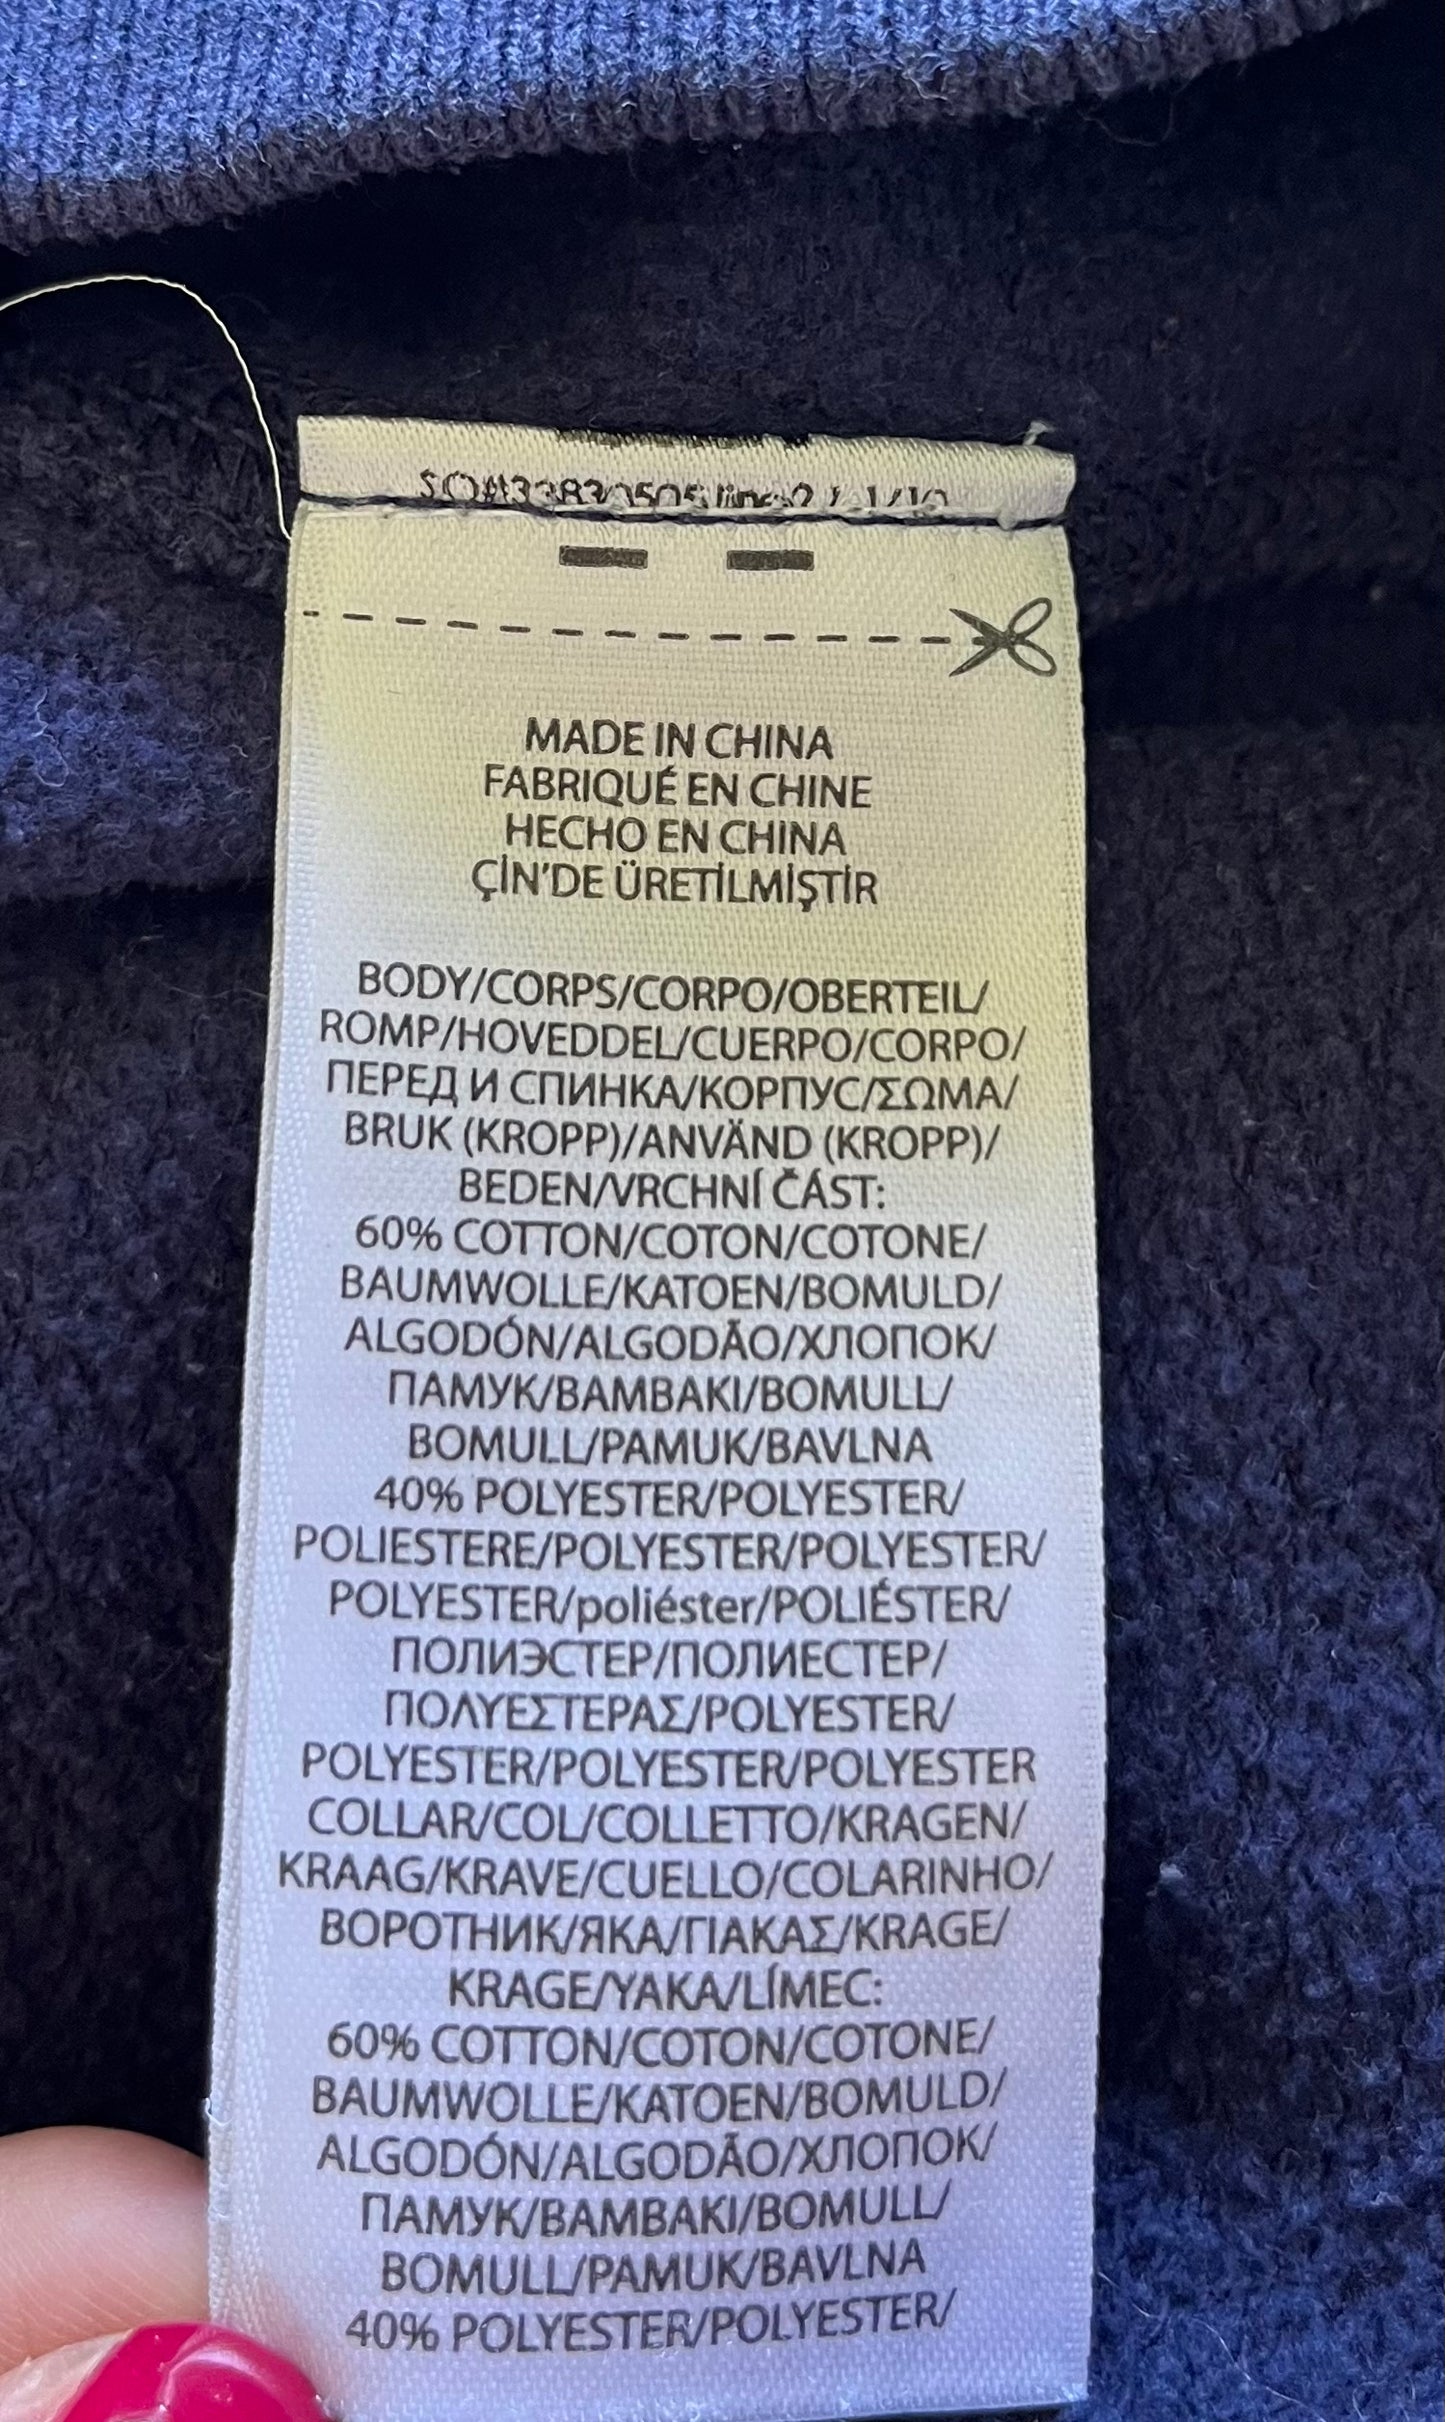 MADE IN CHINA
FABRIQUÉ EN CHINE
HECHO EN CHINA
ÇİN'DE ÜRETİLMİŞTİR
BODY/CORPS/CORPO/OBERTEIL/
ROMP/HOVEDDEL/CUERPO/CORPO/
ПЕРЕД И СПИНКА/КОРПУС/ΣΩΜΑ/
BRUK (KROPP)/ANVÄND (KROPP)/
BEDEN/VRCHNÍ ČÁST:
60% COTTON/COTON/COTONE/
BAUMWOLLE/KATOEN/BOMULD/
ALGODÓN/ALGODÃO/ХЛОПОК/
ПАМУК/BAMBAKI/BOMULL/
BOMULL/PAMUK/BAVLNA
40% POLYESTER/POLYESTER/
POLIESTERE/POLYESTER/POLYESTER/
POLYESTER/poliéster/POLIÉSTER/
ПОЛИЭСТЕР/ПОЛИЕСТЕР/
ΠΟΛΥΕΣΤΕΡΑΣ/POLYESTER/
POLYESTER/POLYESTER/POLYESTER
COLLAR/COL/COLLETTO/KRAGEN/
KRAAG/KRAVE/CUELLO/COLARINHO/
ВОРОТНИК/ЯКА/ΓΙΑΚΑΣ/KRAGE/
KRAGE/YAKA/LÍMEC:
60% COTTON/COTON/COTONE/
BAUMWOLLE/KATOEN/BOMULD/
ALGODÓN/ALGODÃO/ХЛОПОК/
ПАМУК/BAMBAKI/BOMULL/
BOMULL/PAMUK/BAVLNA
40% POLYESTER/POLYESTER/